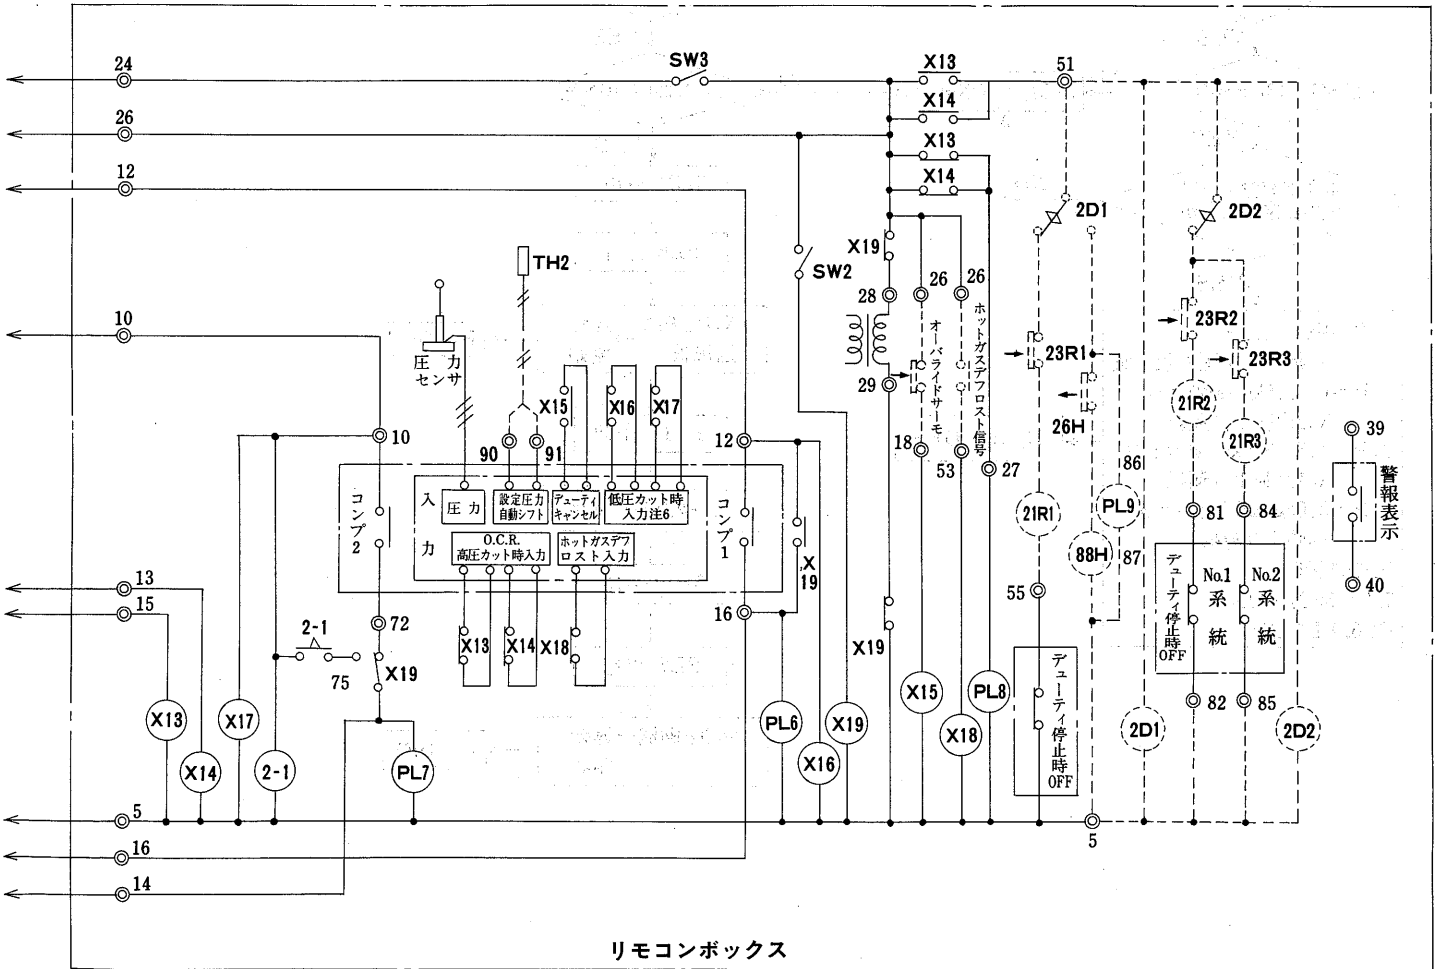 24
SW3
X13
51
X14
26
X13
12
X14
2D1
2D2
X19
TH2
SW2
28
26
26
10
圧力
センサ
オーバライドサーモ
ホットガスデフロスト信号
23R1
23R2
23R3
29
X15
X16
X17
21R2
26H
21R3
39
10
90
91
12
18
53
27
86
PL9
87
警報表示
コンプ2
入力
圧力
設定圧力
自動シフト
デューティ
キャンセル
低圧カット時
入力注6
コンプ1
21R1
81
84
O.C.R.
高圧カット時入力
ホットガスデフ
ロスト入力
X19
88H
デューティ停止時
OFF
No.1系統
No.2系統
40
13
15
72
16
55
2-1
75
X19
X13
X14
X18
X19
デューティ停止時
OFF
82
85
X13
X17
PL6
X19
X15
PL8
2D1
2D2
X14
2-1
PL7
X16
X18
5
5
16
14
リモコンボックス